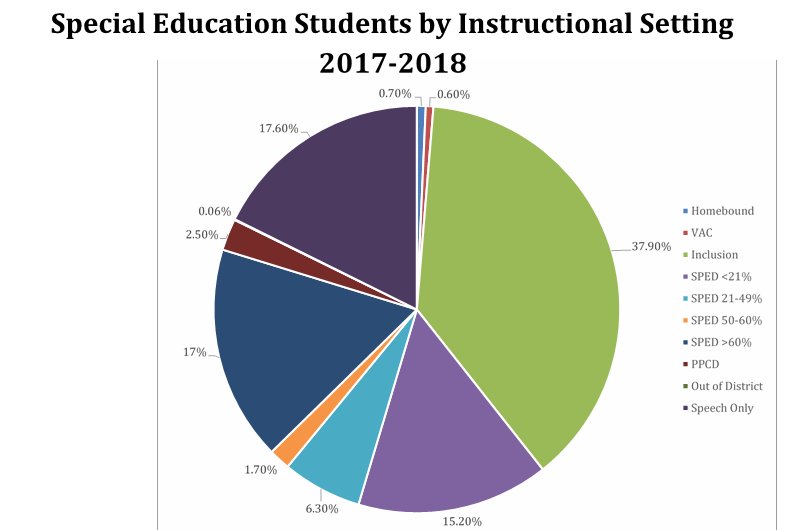 Special Education Students by Instructional Setting
2017-2018
0.70%
0.60%
17.60%
0.06%
2.50%
37.90%
17%
1.70%
6.30%
15.20%
Homebound
VAC
Inclusion
SPED <21%
SPED 21-49%
SPED 50-60%
SPED >60%
PPCD
Out of District
Speech Only